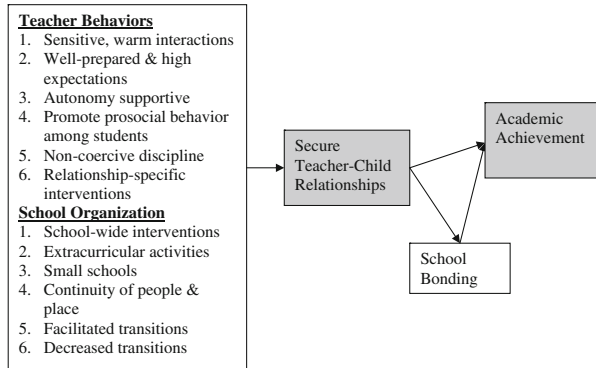 Teacher Behaviors
1. Sensitive, warm interactions
2. Well-prepared & high
expectations
3. Autonomy supportive
4. Promote prosocial behavior
among students
5. Non-coercive discipline
6. Relationship-specific
interventions
School Organization
1. School-wide interventions
2. Extracurricular activities
3. Small schools
4. Continuity of people &
place
5. Facilitated transitions
6. Decreased transitions
Secure
Teacher-Child
Relationships
Academic
Achievement
School
Bonding